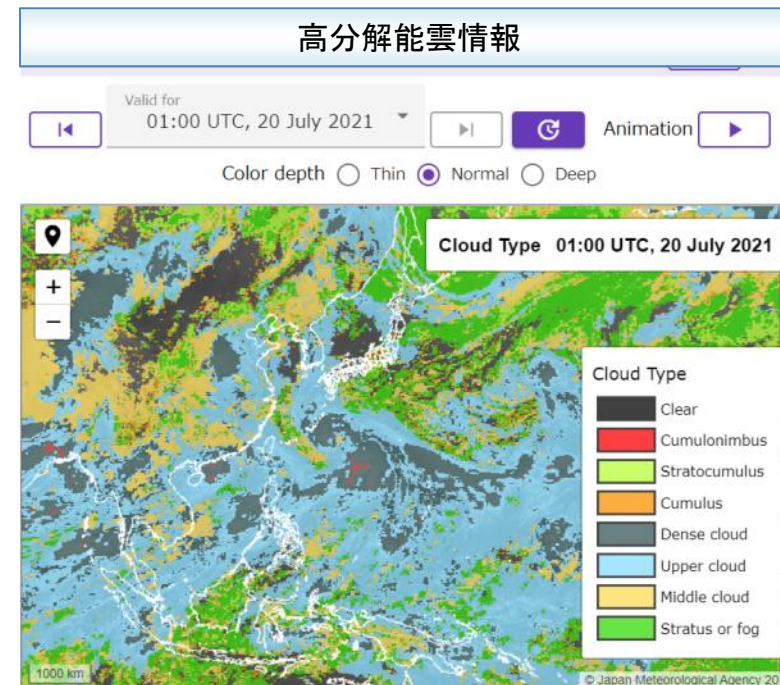 高分解能雲情報
Valid for
01:00 UTC, 20 July 2021
Animation
Color depth Thin Normal Deep
Cloud Type 01:00 UTC, 20 July 2021
+
−
Cloud Type
Clear
Cumulonimbus
Stratocumulus
Cumulus
Dense cloud
Upper cloud
Middle cloud
Stratus or fog
1000 km
© Japan Meteorological Agency 20